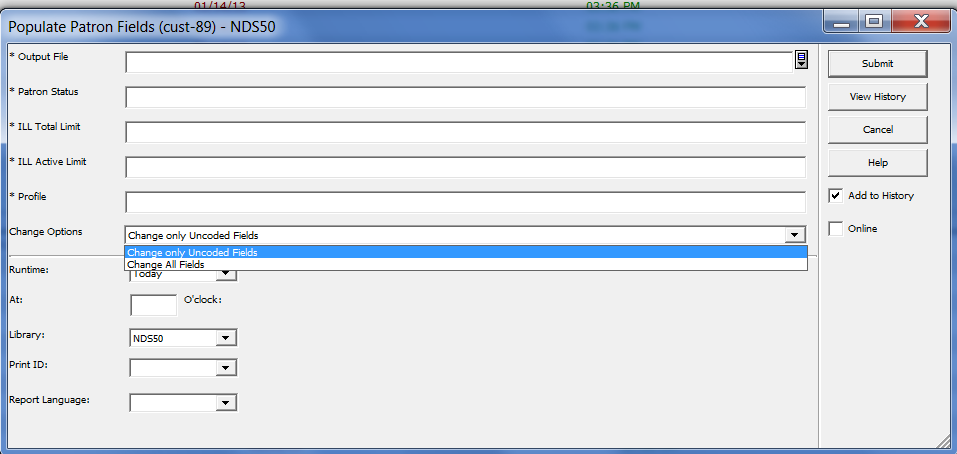 01/14/13 03:36 PM
Populate Patron Fields (cust-89) - NDS50
* Output File
* Patron Status
* ILL Total Limit
* ILL Active Limit
* Profile
Change Options
Change only Uncoded Fields
Change only Uncoded Fields
Change All Fields
Runtime:
Today
At:
O'clock:
Library:
NDS50
Print ID:
Report Language:
Submit
View History
Cancel
Help
Add to History
Online